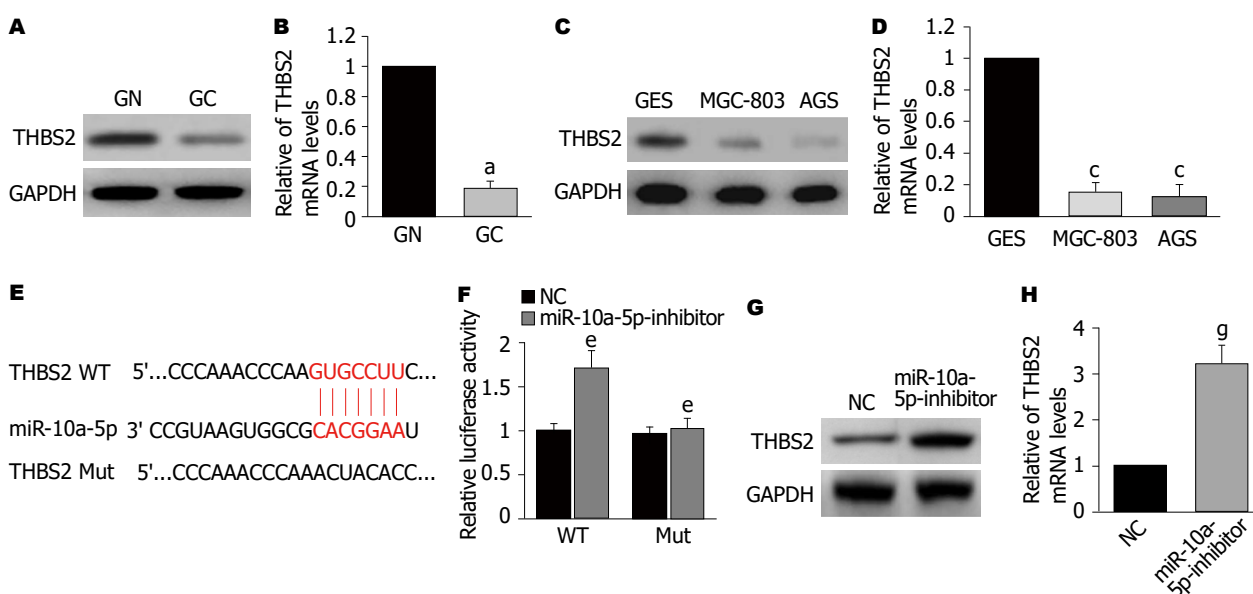 A
GN GC
THBS2
GAPDH
B
Relative of THBS2
mRNA levels
1.2
1
0.8
0.6
0.4
0.2
0
a
GN GC
C
GES MGC-803 AGS
THBS2
GAPDH
D
Relative of THBS2
mRNA levels
1.2
1
0.8
0.6
0.4
0.2
0
c c
GES MGC-803 AGS
E
THBS2 WT 5'...CCCAAACCCAAGUGCCUUC...
miR-10a-5p 3' CCGUAAGUGGCGCACGGAAU
THBS2 Mut 5'...CCCAAACCCAAACUACACC...
F
NC
miR-10a-5p-inhibitor
Relative luciferase activity
2
1.5
1
0.5
0
e e
WT Mut
G
NC miR-10a-
5p-inhibitor
THBS2
GAPDH
H
Relative of THBS2
mRNA levels
4
3
2
1
0
g
NC miR-10a-
5p-inhibitor